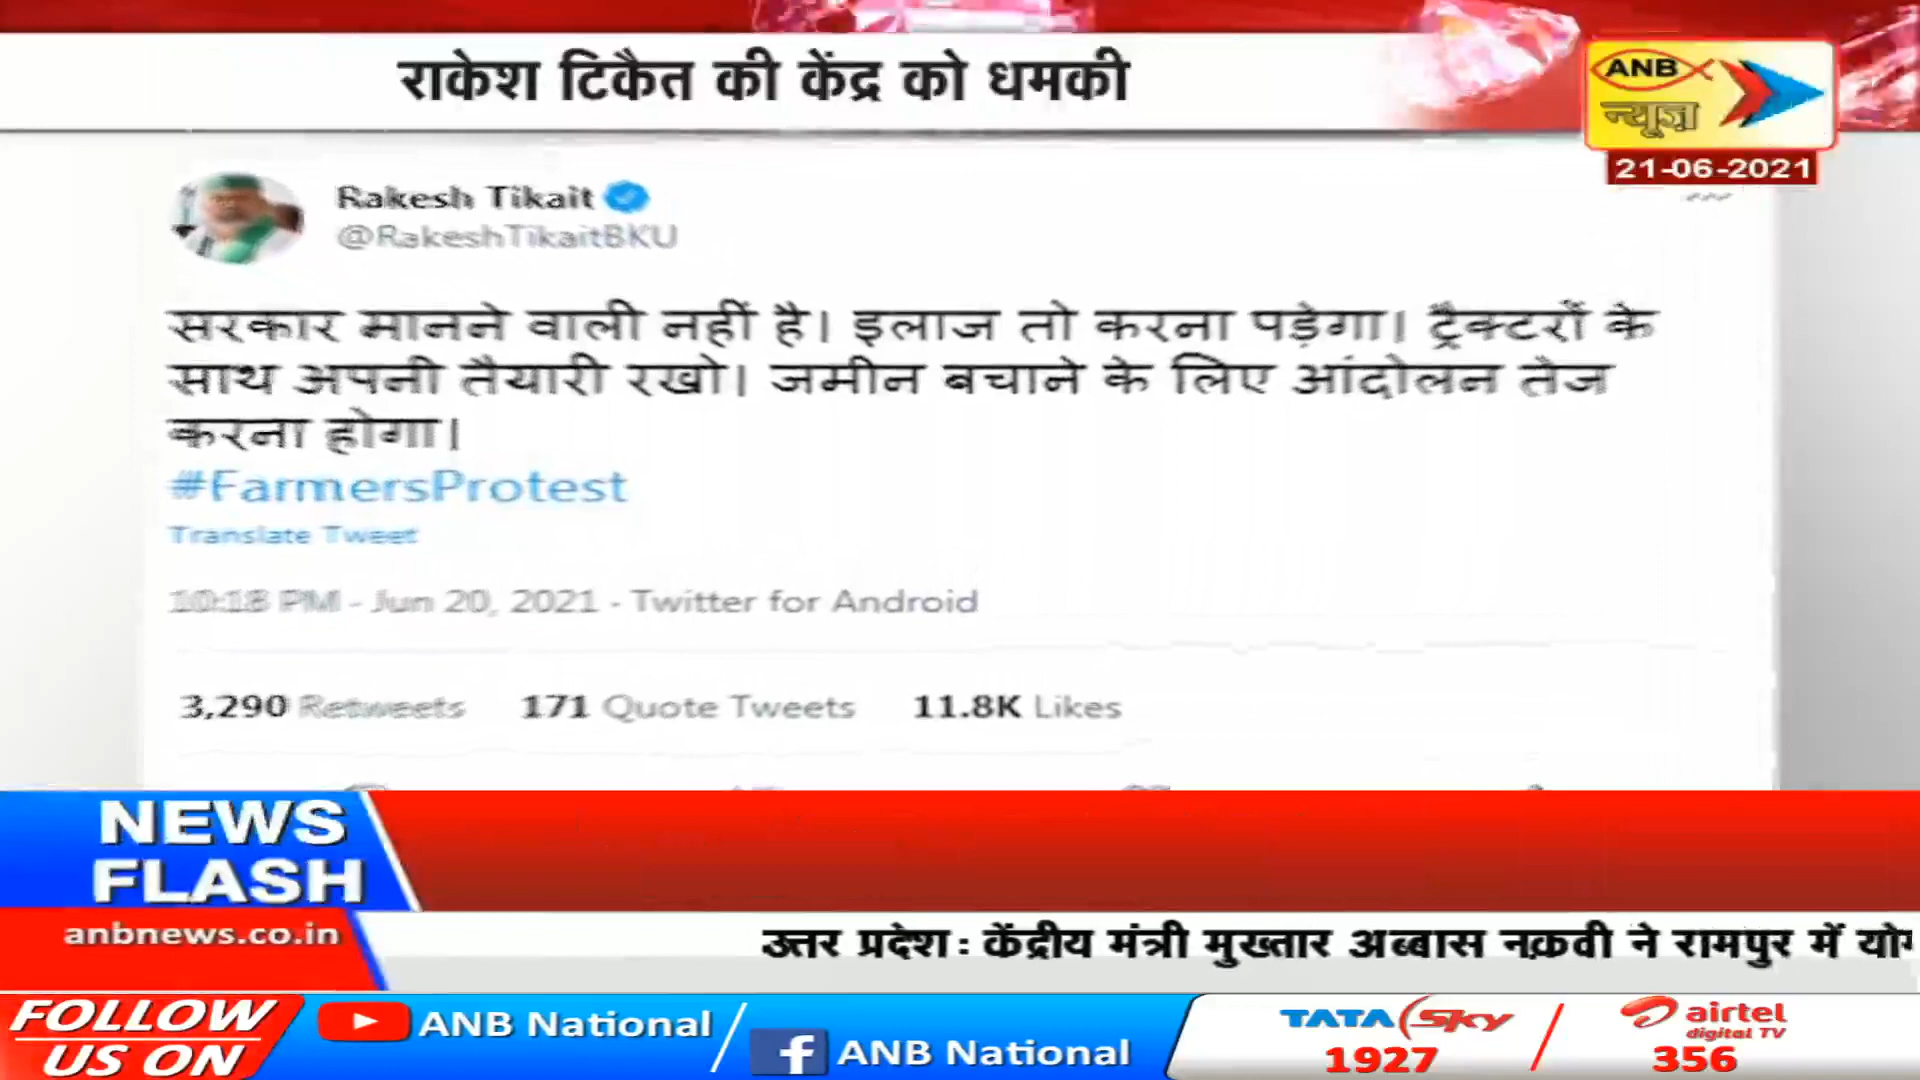 राकेश टिकैत की केंद्र को धमकी
ANB
न्यूज़
21-06-2021
Rakesh Tikait
@RakeshTikaitBKU
सरकार मानने वाली नहीं है। इलाज तो करना पड़ेगा। ट्रैक्टरों के
साथ अपनी तैयारी रखो। जमीन बचाने के लिए आंदोलन तेज
करना होगा।
#FarmersProtest
Translate Tweet
10:18 PM - Jun 20, 2021 - Twitter for Android
3,290 Retweets 171 Quote Tweets 11.8K Likes
NEWS
FLASH
anbnews.co.in
उत्तर प्रदेश: केंद्रीय मंत्री मुख्तार अब्बास नक़वी ने रामपुर में
FOLLOW
US ON
ANB National
ANB National
TATA Sky
1927
airtel
digital TV
356